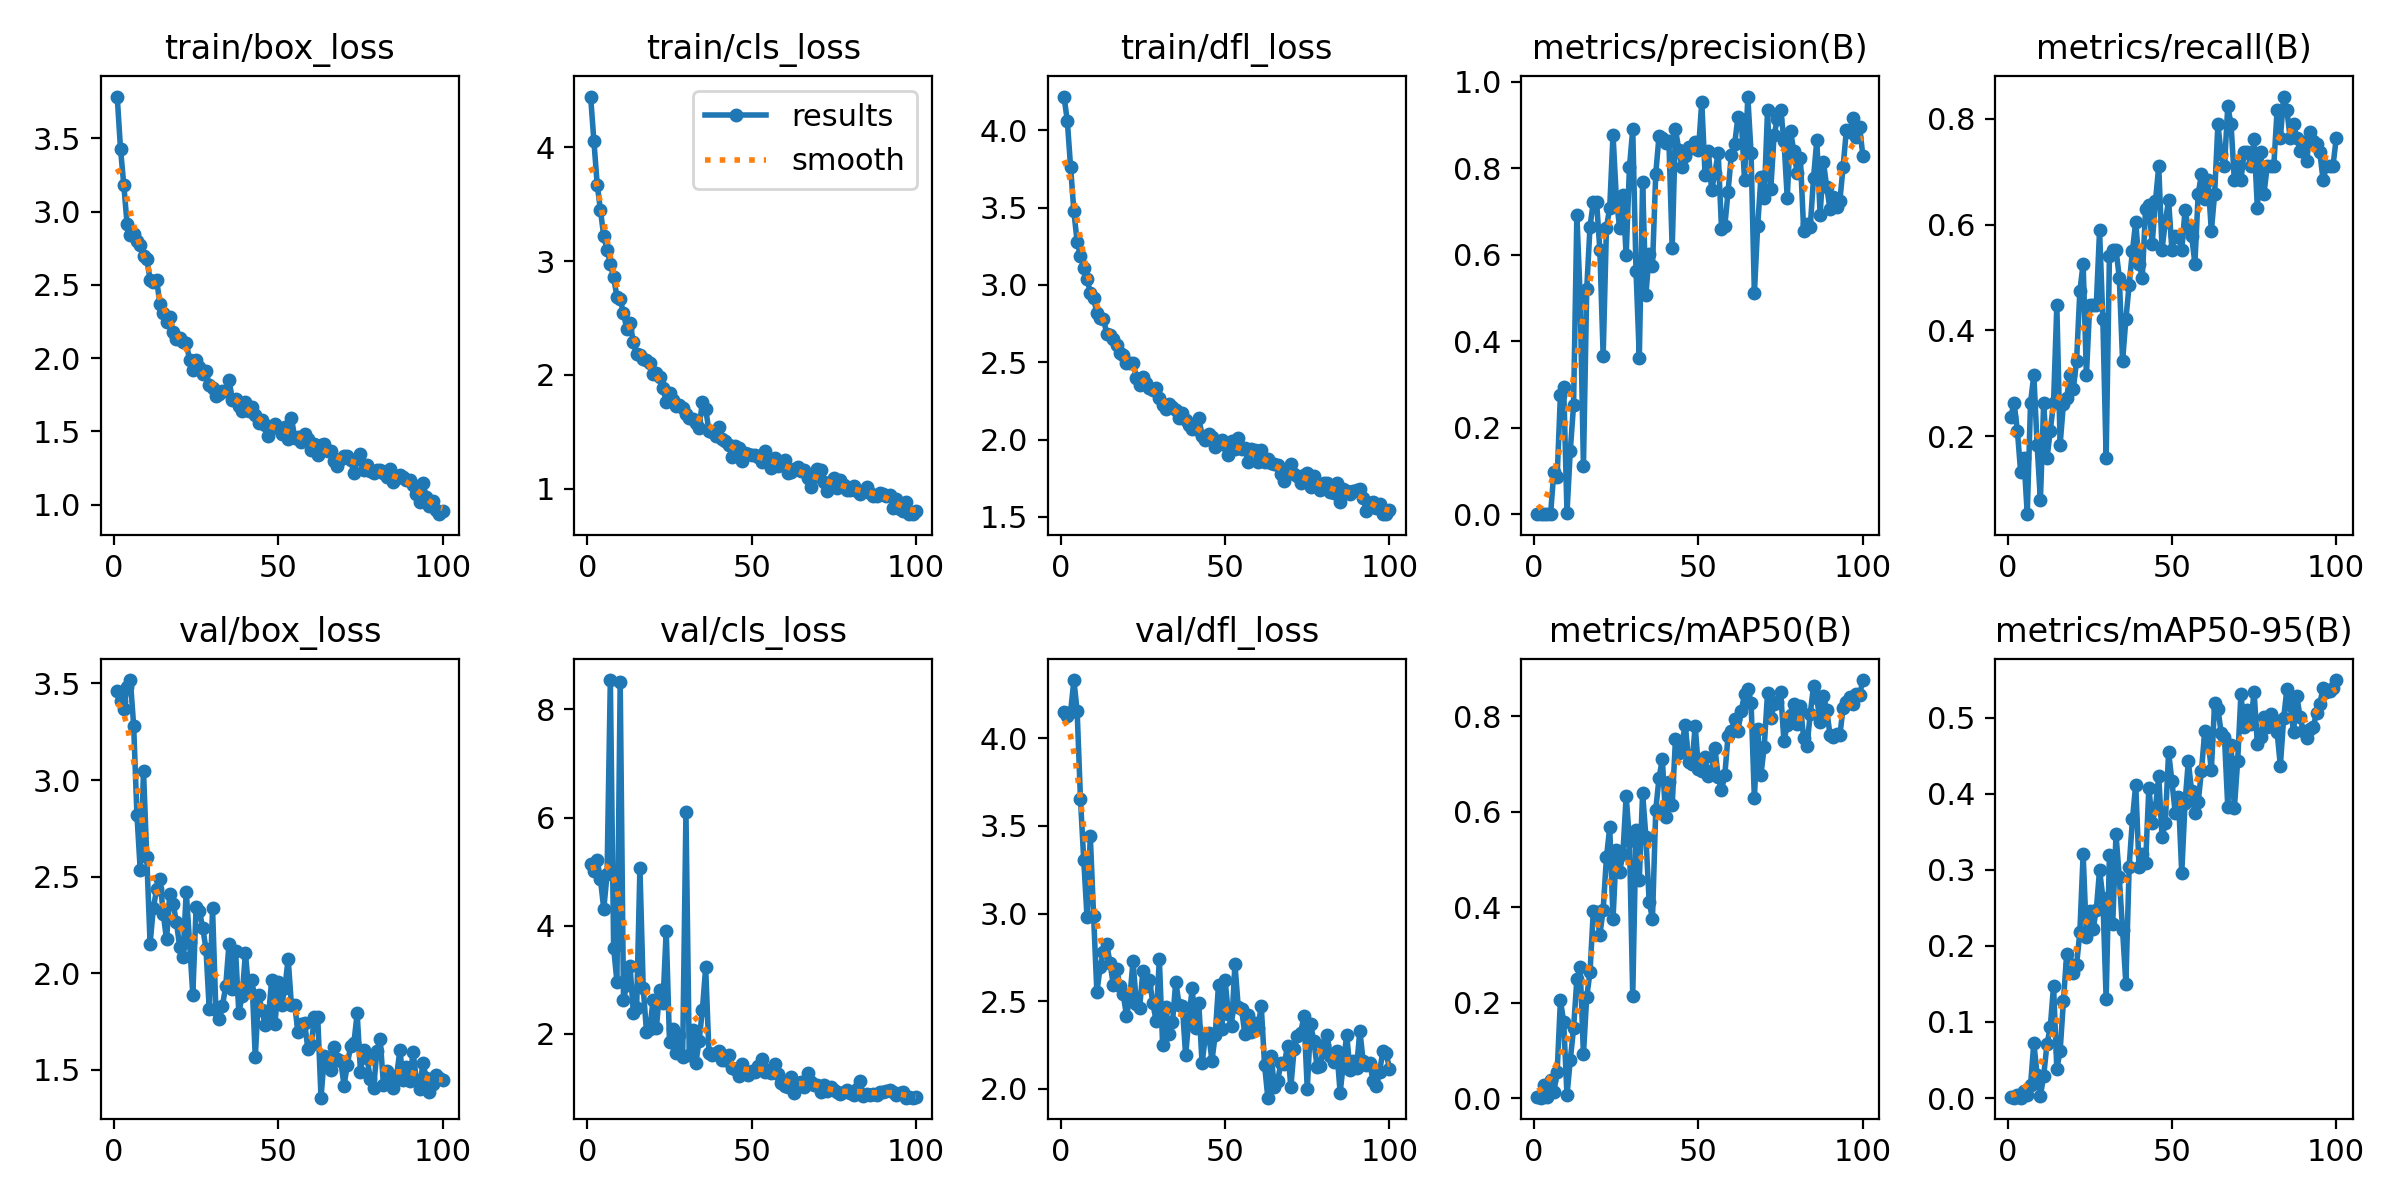 train/box_loss
3.5
3.0
2.5
2.0
1.5
1.0
0 50 100
train/cls_loss
results
smooth
4
3
2
1
0 50 100
train/dfl_loss
4.0
3.5
3.0
2.5
2.0
1.5
0 50 100
metrics/precision(B)
1.0
0.8
0.6
0.4
0.2
0.0
0 50 100
metrics/recall(B)
0.8
0.6
0.4
0.2
0 50 100
val/box_loss
3.5
3.0
2.5
2.0
1.5
0 50 100
val/cls_loss
8
6
4
2
0 50 100
val/dfl_loss
4.0
3.5
3.0
2.5
2.0
0 50 100
metrics/mAP50(B)
0.8
0.6
0.4
0.2
0.0
0 50 100
metrics/mAP50-95(B)
0.5
0.4
0.3
0.2
0.1
0.0
0 50 100